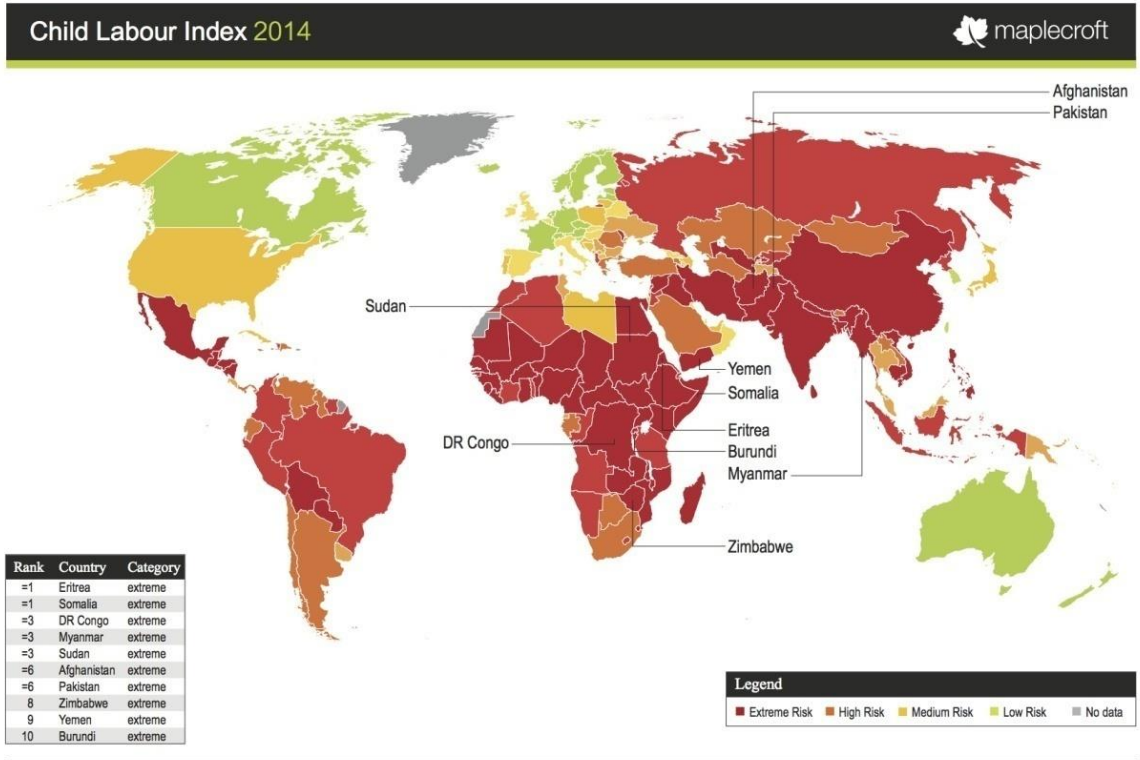 Child Labour Index 2014
maplecroft
Afghanistan
Pakistan
Sudan
Yemen
Somalia
DR Congo
Eritrea
Burundi
Myanmar
Zimbabwe
Rank Country Category
=1 Eritrea extreme
=1 Somalia extreme
=3 DR Congo extreme
=3 Myanmar extreme
=3 Sudan extreme
=6 Afghanistan extreme
=6 Pakistan extreme
8 Zimbabwe extreme
9 Yemen extreme
10 Burundi extreme
Legend
Extreme Risk High Risk Medium Risk Low Risk No data